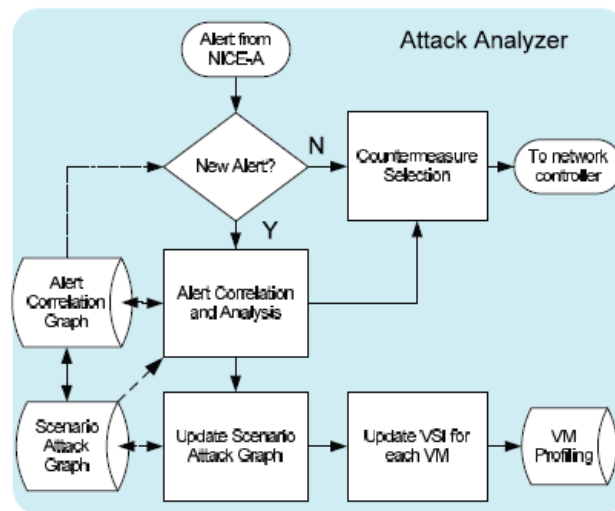 Attack Analyzer
Alert from
NICE-A
New Alert?
N
Countermeasure
Selection
To network
controller
Y
Alert
Correlation
Graph
Alert Correlation
and Analysis
Scenario
Attack
Graph
Update Scenario
Attack Graph
Update VSI for
each VM
VM
Profiling